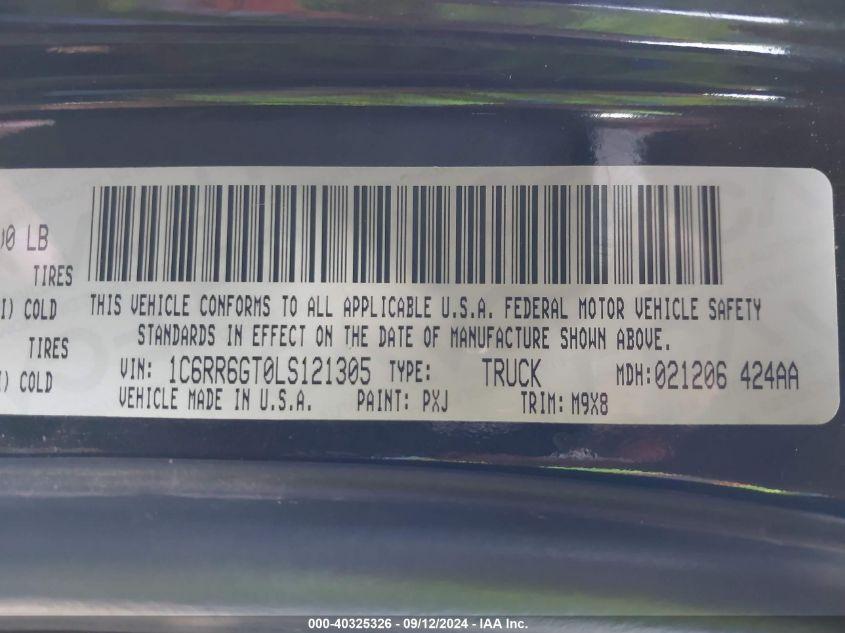 00 LB
TIRES
I) COLD
TIRES
I) COLD
THIS VEHICLE CONFORMS TO ALL APPLICABLE U.S.A. FEDERAL MOTOR VEHICLE SAFETY
STANDARDS IN EFFECT ON THE DATE OF MANUFACTURE SHOWN ABOVE.
VIN: 1C6RR6GT0LS121305 TYPE: TRUCK MDH:021206 424AA
VEHICLE MADE IN U.S.A. PAINT: PXJ TRIM: M9X8
000-40325326 - 09/12/2024 - IAA Inc.